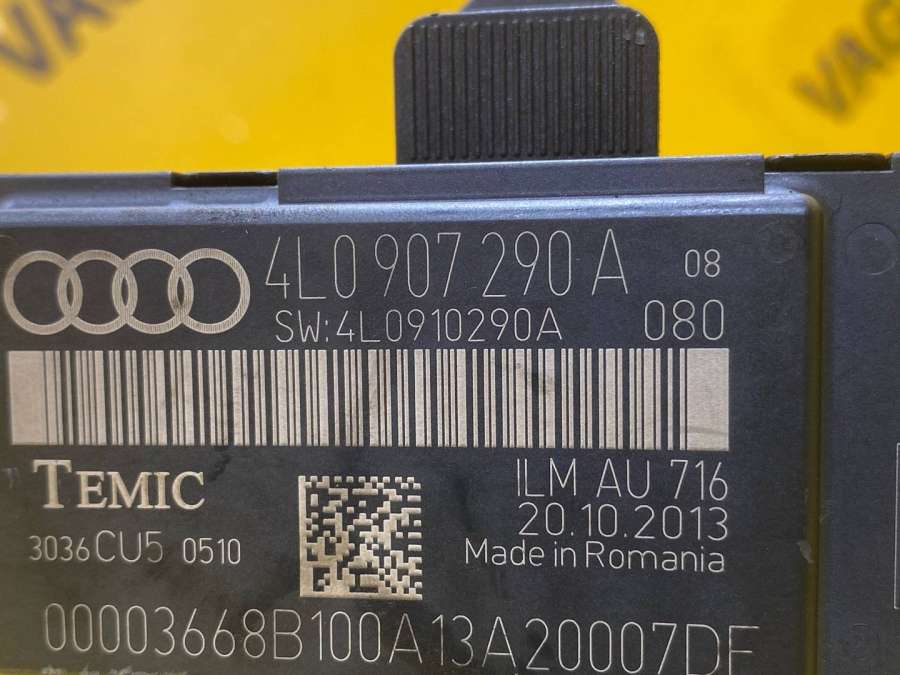 4L0 907 290 A 08
SW:4L0910290A 080
TEMIC
ILM AU 716
20.10.2013
3036CU5 0510
Made in Romania
00003668B100A13A20007DF